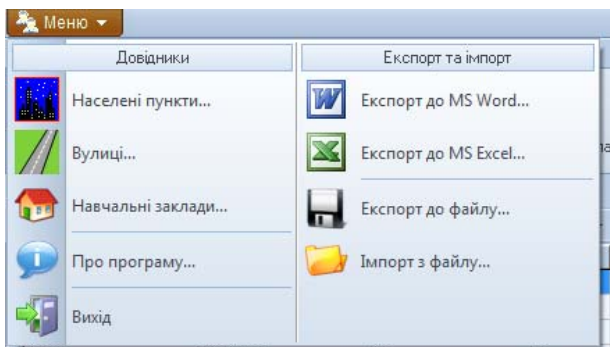 Меню
Довідники
Населені пункти...
Вулиці...
Навчальні заклади...
Про програму...
Вихід
Експорт та імпорт
Експорт до MS Word...
Експорт до MS Excel...
Експорт до файлу...
Імпорт з файлу...